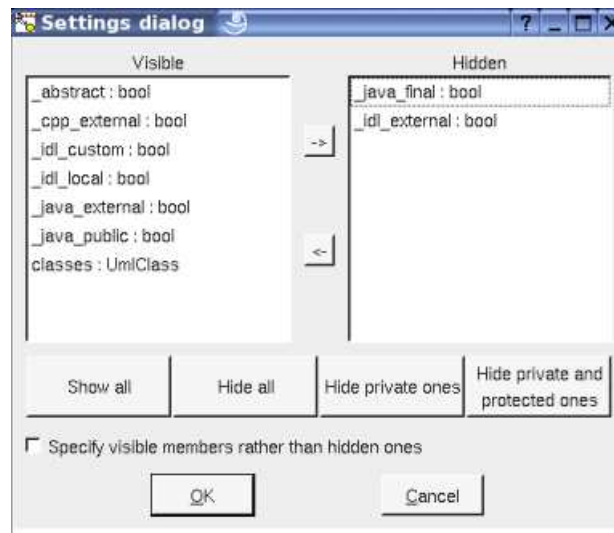 Settings dialog
Visible
Hidden
_abstract : bool
_cpp_external : bool
_idl_custom : bool
_idl_local : bool
_java_external : bool
_java_public : bool
classes : UmlClass
_java_final : bool
_idl_external : bool
->
<-
Show all
Hide all
Hide private ones
Hide private and
protected ones
Specify visible members rather than hidden ones
OK
Cancel